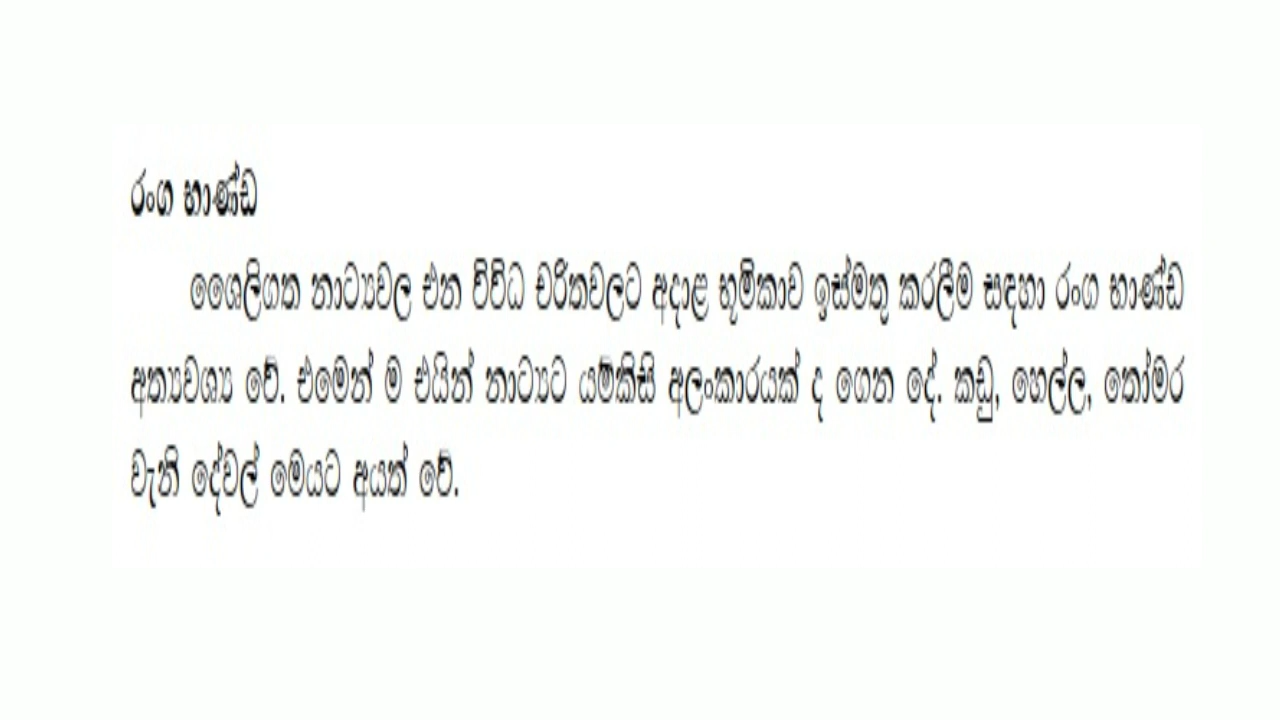 රංග භාණ්ඩ
ශෛලිගත නාට්‍යවල එන විවිධ චරිතවලට අදාළ භූමිකාව ඉස්මතු කරලීම සඳහා රංග භාණ්ඩ
අත්‍යවශ්‍ය වේ. එමෙන් ම එයින් නාට්‍යට යම්කිසි අලංකාරයක් ද ගෙන දේ. කඩු, හෙල්ල, තෝමර
වැනි දේවල් මෙයට අයත් වේ.